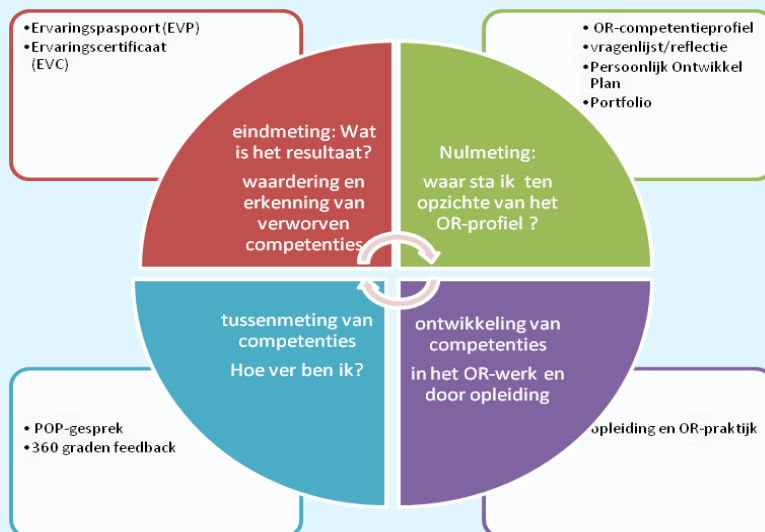 •Ervaringspaspoort (EVP)
•Ervaringscertificaat
(EVC)
• OR-competentieprofiel
•vragenlijst/reflectie
•Persoonlijk Ontwikkel
Plan
•Portfolio
eindmeting: Wat
is het resultaat?
waardering en
erkenning van
verworven
competenties
Nulmeting:
waar sta ik ten
opzichte van het
OR-profiel ?
tussenmeting van
competenties
Hoe ver ben ik?
ontwikkeling van
competenties
in het OR-werk en
door opleiding
• POP-gesprek
•360 graden feedback
opleiding en OR-praktijk